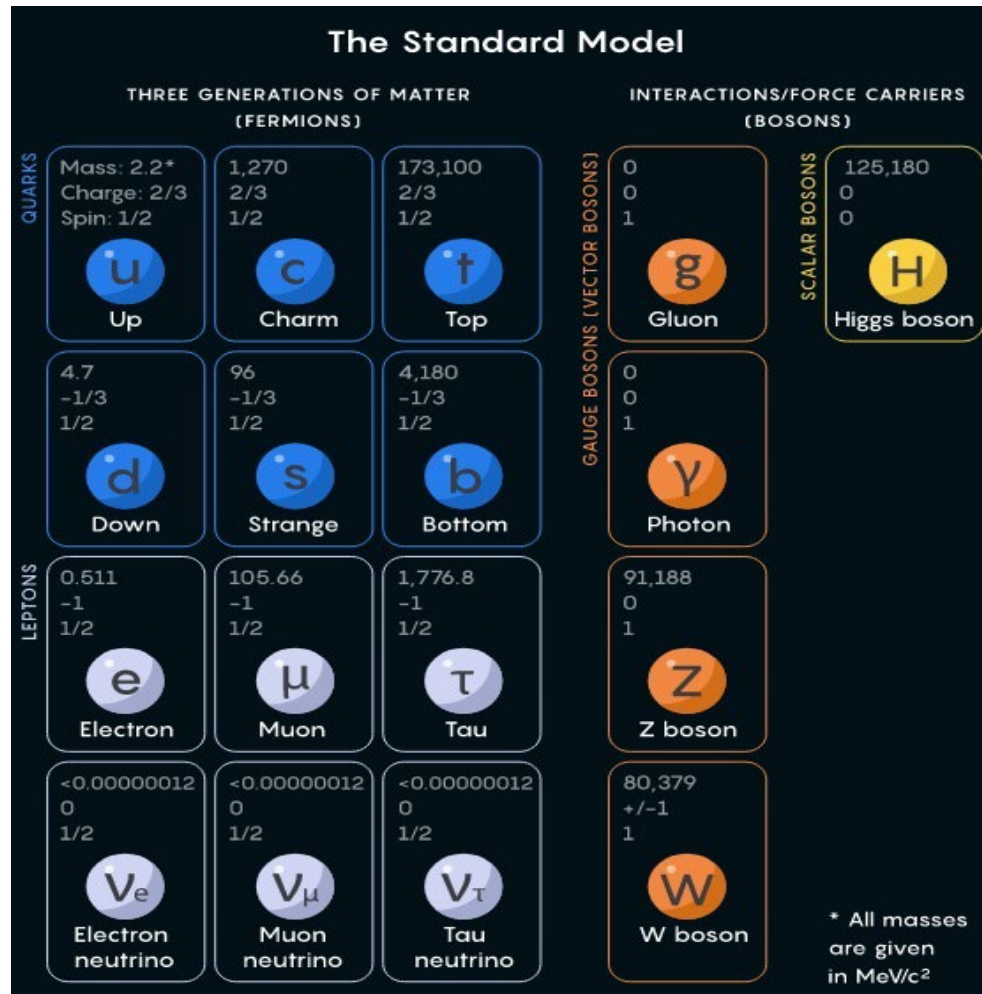 The Standard Model
THREE GENERATIONS OF MATTER
(FERMIONS)
INTERACTIONS/FORCE CARRIERS
(BOSONS)
QUARKS
Mass: 2.2*
Charge: 2/3
Spin: 1/2
u
Up
1,270
2/3
1/2
c
Charm
173,100
2/3
1/2
t
Top
GAUGE BOSONS (VECTOR BOSONS)
0
0
1
g
Gluon
SCALAR BOSONS
125,180
0
0
H
Higgs boson
4.7
-1/3
1/2
d
Down
96
-1/3
1/2
s
Strange
4,180
-1/3
1/2
b
Bottom
0
0
1
γ
Photon
LEPTONS
0.511
-1
1/2
e
Electron
105.66
-1
1/2
μ
Muon
1,776.8
-1
1/2
τ
Tau
91,188
0
1
Z
Z boson
<0.00000012
0
1/2
νe
Electron
neutrino
<0.00000012
0
1/2
νμ
Muon
neutrino
<0.00000012
0
1/2
ντ
Tau
neutrino
80,379
+/-1
1
W
W boson
* All masses
are given
in MeV/c²